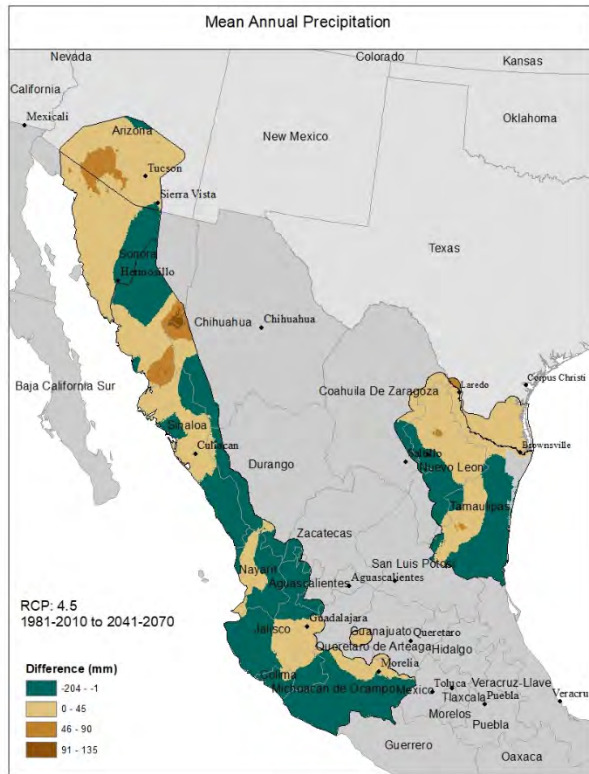 Mean Annual Precipitation
Nevada
Colorado
Kansas
California
Mexicali
Arizona
Oklahoma
New Mexico
Tucson
Sierra Vista
Texas
Sonora
Hermosillo
Chihuahua
Chihuahua
Baja California Sur
Coahuila De Zaragoza
Laredo
Corpus Christi
Sinaloa
Culiacan
Brownsville
Saltillo
Nuevo Leon
Durango
Tamaulipas
Zacatecas
San Luis Potosi
Nayarit
Aguascalientes
Aguascalientes
RCP: 4.5
1981-2010 to 2041-2070
Guadalajara
Jalisco
Guanajuato
Queretaro
Queretaro de Arteaga
Hidalgo
Colima
Morelia
Michoacan de Ocampo
Mexico
Toluca
Veracruz-Llave
Tlaxcala
Puebla
Veracruz
Morelos
Puebla
Guerrero
Oaxaca
Difference (mm)
-204 - -1
0 - 45
46 - 90
91 - 135